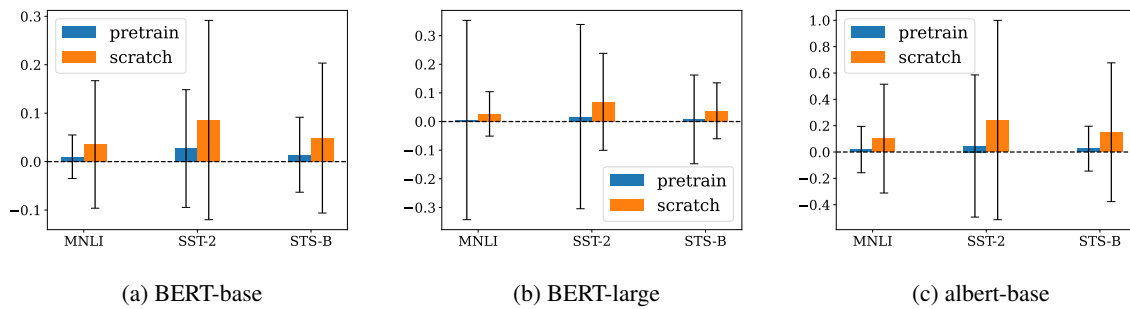 0.3
0.2
0.1
0.0
−0.1
pretrain
scratch
MNLI SST-2 STS-B
(a) BERT-base
0.3
0.2
0.1
0.0
−0.1
−0.2
−0.3
pretrain
scratch
MNLI SST-2 STS-B
(b) BERT-large
1.0
0.8
0.6
0.4
0.2
0.0
−0.2
−0.4
pretrain
scratch
MNLI SST-2 STS-B
(c) albert-base